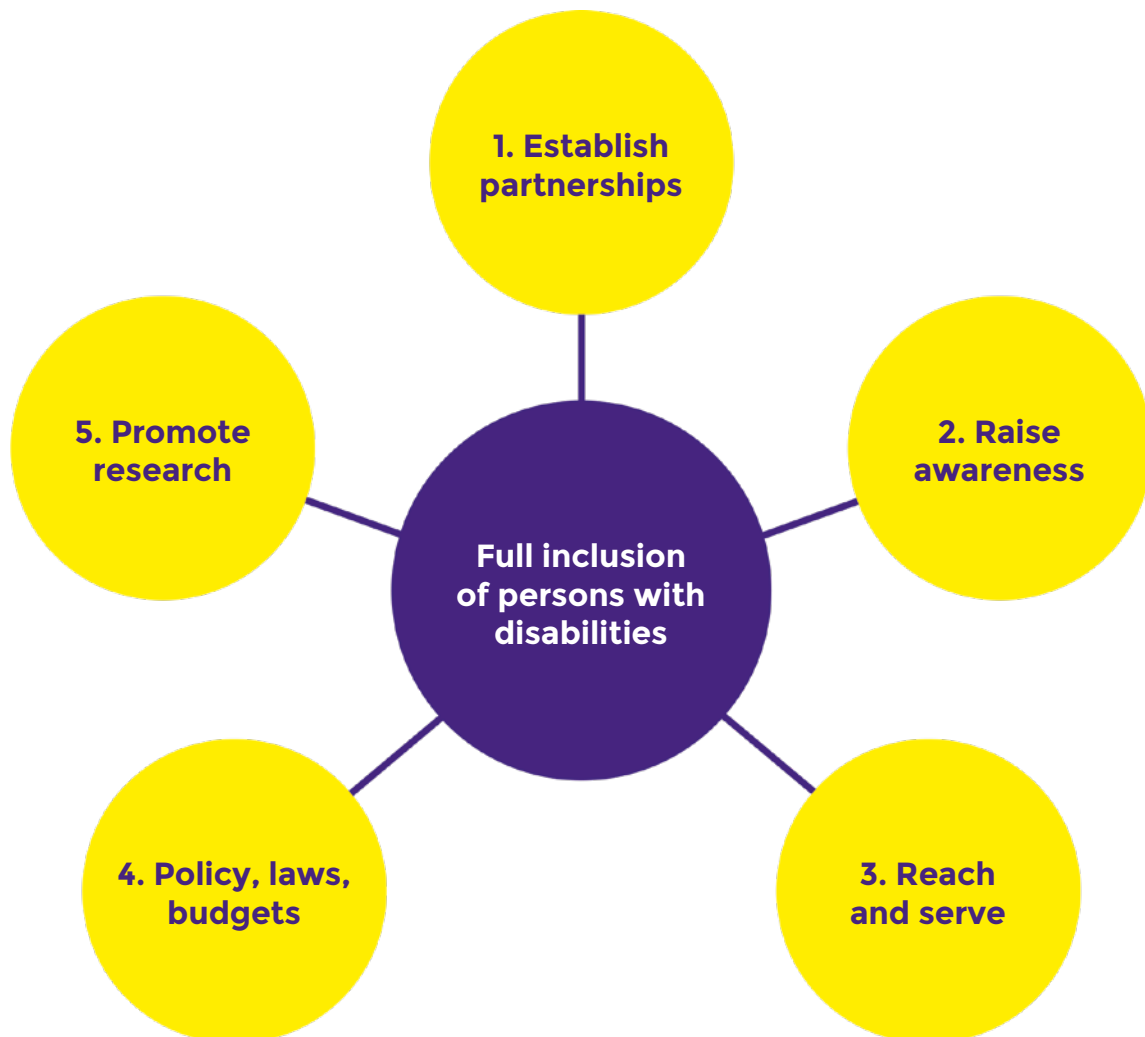 1. Establish
partnerships
2. Raise
awareness
3. Reach
and serve
4. Policy, laws,
budgets
5. Promote
research
Full inclusion
of persons with
disabilities